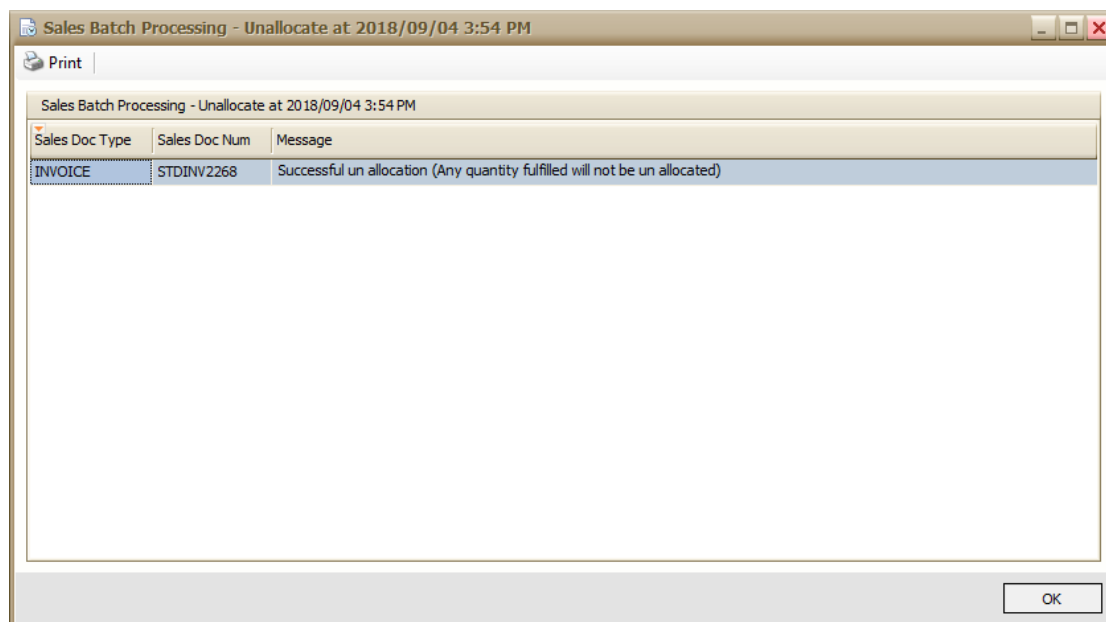 Sales Batch Processing - Unallocate at 2018/09/04 3:54 PM
Print
Sales Batch Processing - Unallocate at 2018/09/04 3:54 PM
Sales Doc Type Sales Doc Num Message
INVOICE STDINV2268 Successful un allocation (Any quantity fulfilled will not be un allocated)
OK